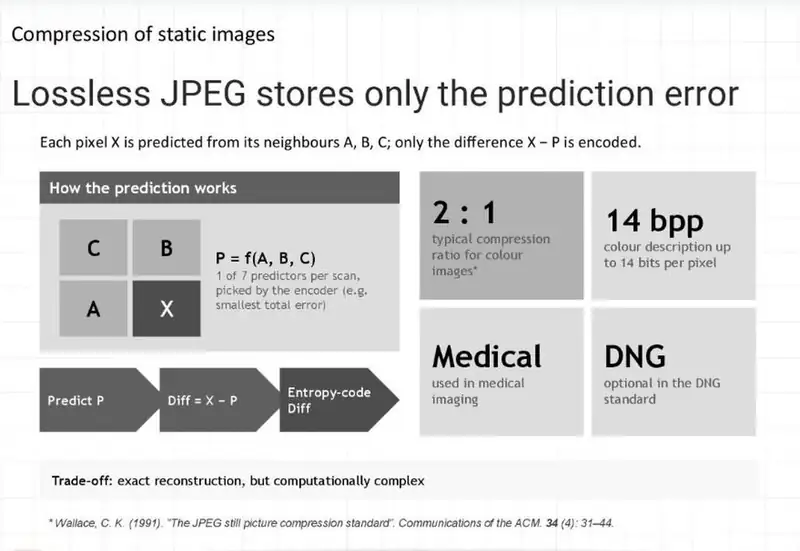 Compression of static images
Lossless JPEG stores only the prediction error
Each pixel X is predicted from its neighbours A, B, C; only the difference X – P is encoded.
How the prediction works
C B
A X
P = f(A, B, C)
1 of 7 predictors per scan,
picked by the encoder (e.g.
smallest total error)
Predict P
Diff = X – P
Entropy-code
Diff
2 : 1
typical compression
ratio for colour
images*
14 bpp
colour description up
to 14 bits per pixel
Medical
used in medical
imaging
DNG
optional in the DNG
standard
Trade-off: exact reconstruction, but computationally complex
* Wallace, C. K. (1991). "The JPEG still picture compression standard". Communications of the ACM. 34 (4): 31–44.